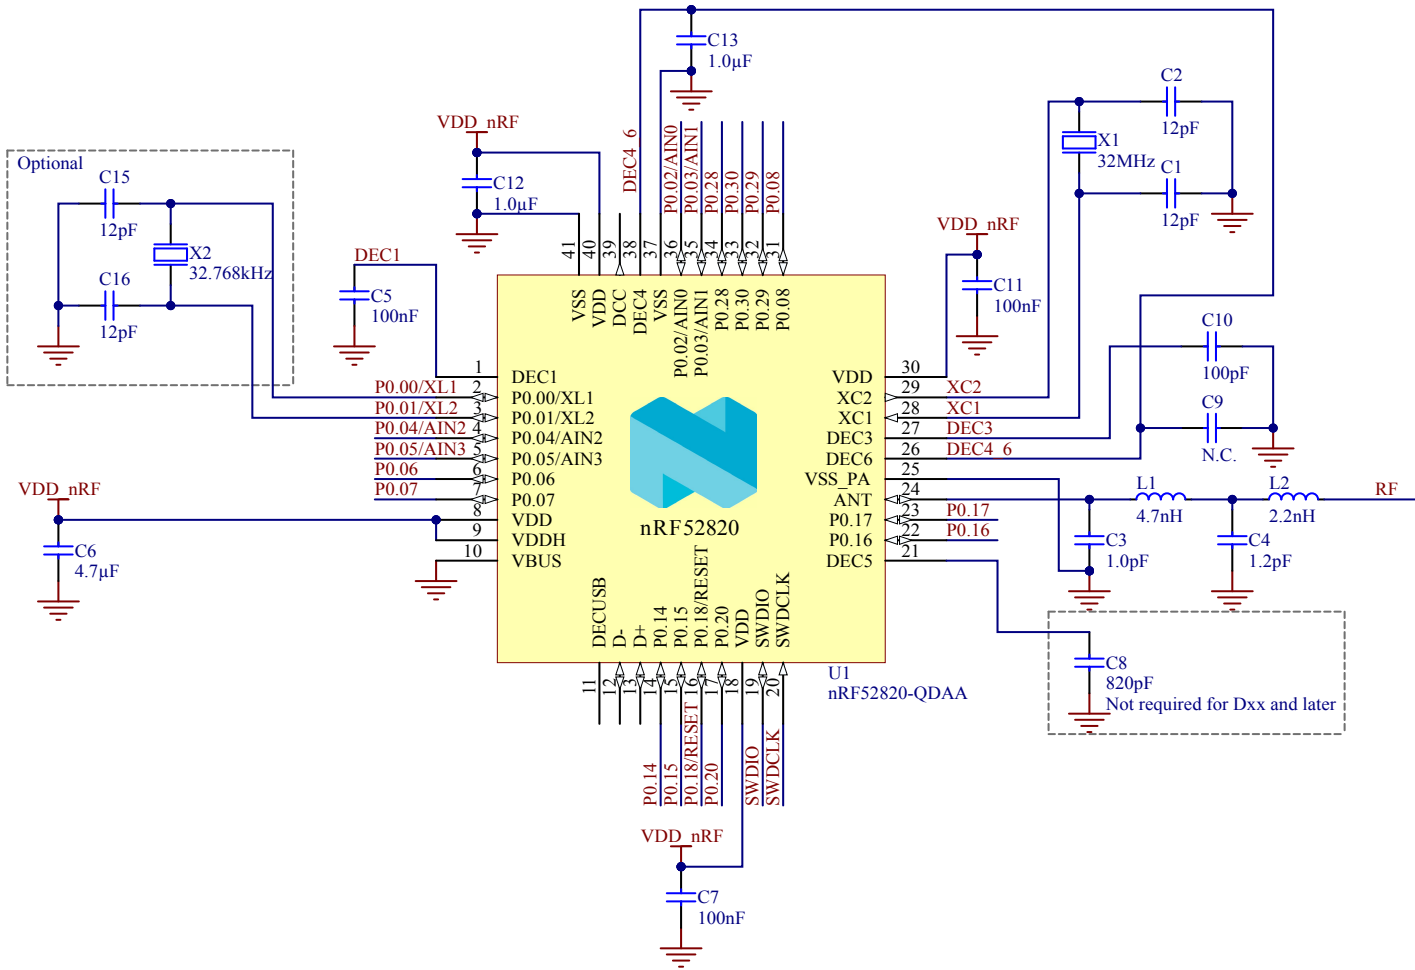 C13
1.0µF
VDD_nRF
C12
1.0µF
DEC4_6
P0.02/AIN0
P0.03/AIN1
P0.28
P0.30
P0.29
P0.08
C2
12pF
X1
32MHz
C1
12pF
Optional
C15
12pF
X2
32.768kHz
C16
12pF
DEC1
C5
100nF
VDD_nRF
C11
100nF
41
40
39
38
37
36
35
34
33
32
31
VSS
VDD
DCC
DEC4
VSS
P0.02/AIN0
P0.03/AIN1
P0.28
P0.30
P0.29
P0.08
C10
100pF
C9
N.C.
1
DEC1
P0.00/XL1
2
P0.00/XL1
P0.01/XL2
3
P0.01/XL2
P0.04/AIN2
4
P0.04/AIN2
P0.05/AIN3
5
P0.05/AIN3
P0.06
6
P0.06
P0.07
7
P0.07
8
VDD
9
VDDH
10
VBUS
VDD
30
XC2
29
XC2
XC1
28
XC1
DEC3
27
DEC3
DEC6
26
DEC4_6
VSS_PA
25
ANT
24
P0.17
23
P0.17
P0.16
22
P0.16
DEC5
21
nRF52820
VDD_nRF
C6
4.7µF
L1
4.7nH
L2
2.2nH
RF
C3
1.0pF
C4
1.2pF
DECUSB
D-
D+
P0.14
P0.15
P0.18/RESET
P0.20
VDD
SWDIO
SWDCLK
11
12
13
14
15
16
17
18
19
20
U1
nRF52820-QDAA
C8
820pF
Not required for Dxx and later
P0.14
P0.15
P0.18/RESET
P0.20
SWDIO
SWDCLK
VDD_nRF
C7
100nF